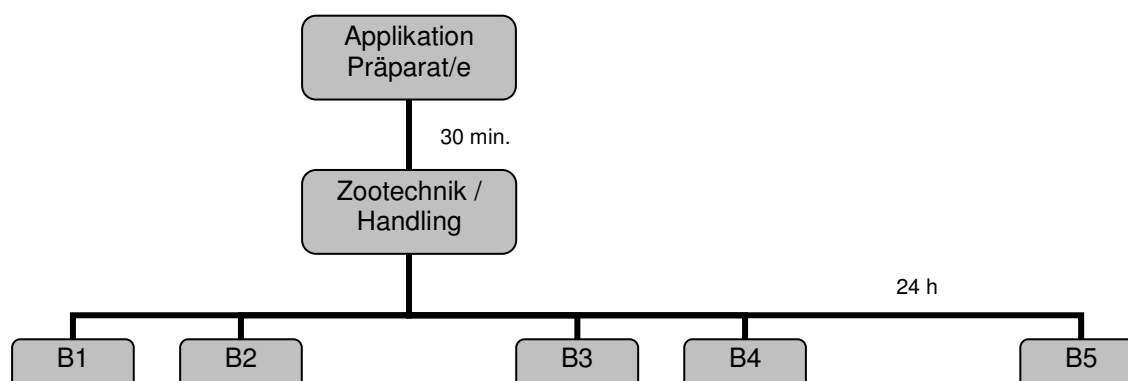 Applikation
Präparat/e
30 min.
Zootechnik /
Handling
24 h
B1 B2 B3 B4 B5